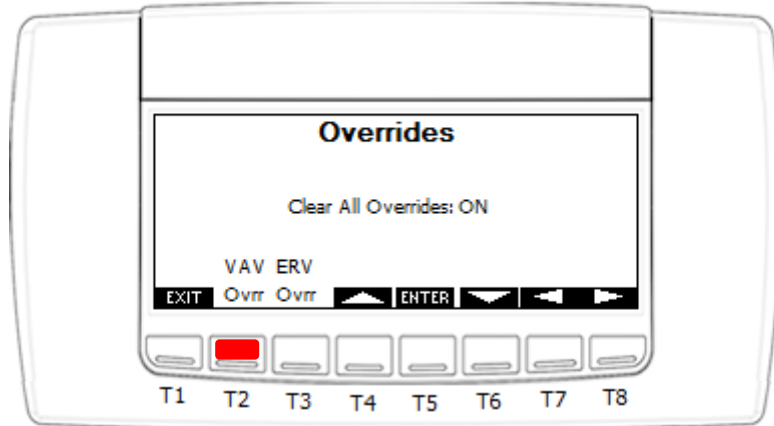 Overrides
Clear All Overrides: ON
VAV ERV
EXIT Ovrr Ovrr ENTER
T1 T2 T3 T4 T5 T6 T7 T8